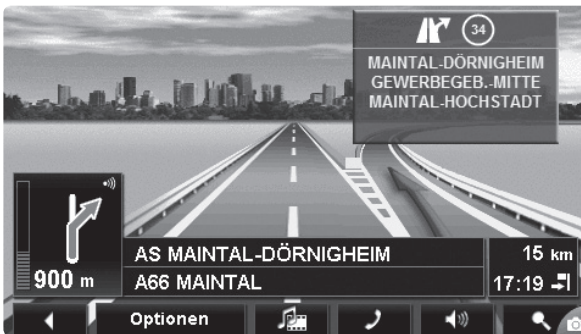 34
MAINTAL-DÖRNIGHEIM
GEWERBEGEB.-MITTE
MAINTAL-HOCHSTADT
AS MAINTAL-DÖRNIGHEIM
15 km
900 m
A66 MAINTAL
17:19
Optionen